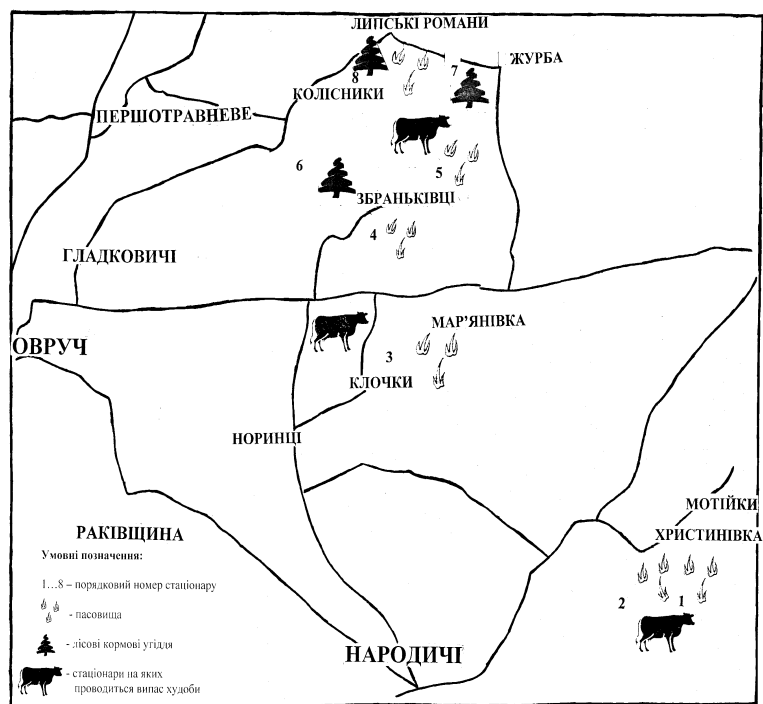 ЛИПСЬКІ РОМАНИ
7
ЖУРБА
8
КОЛІСНИКИ
ПЕРШОТРАВНЕВЕ
6
5
ЗБРАНЬКІВЦІ
4
ГЛАДКОВИЧІ
МАР'ЯНІВКА
ОВРУЧ
3
КЛОЧКИ
НОРИНЦІ
МОТІЙКИ
РАКІВЩИНА
ХРИСТИНІВКА
Умовні позначення:
1...8 – порядковий номер стаціонару
2
1
- пасовища
- лісові кормові угіддя
НАРОДИЧІ
- стаціонари на яких
проводиться випас худоби